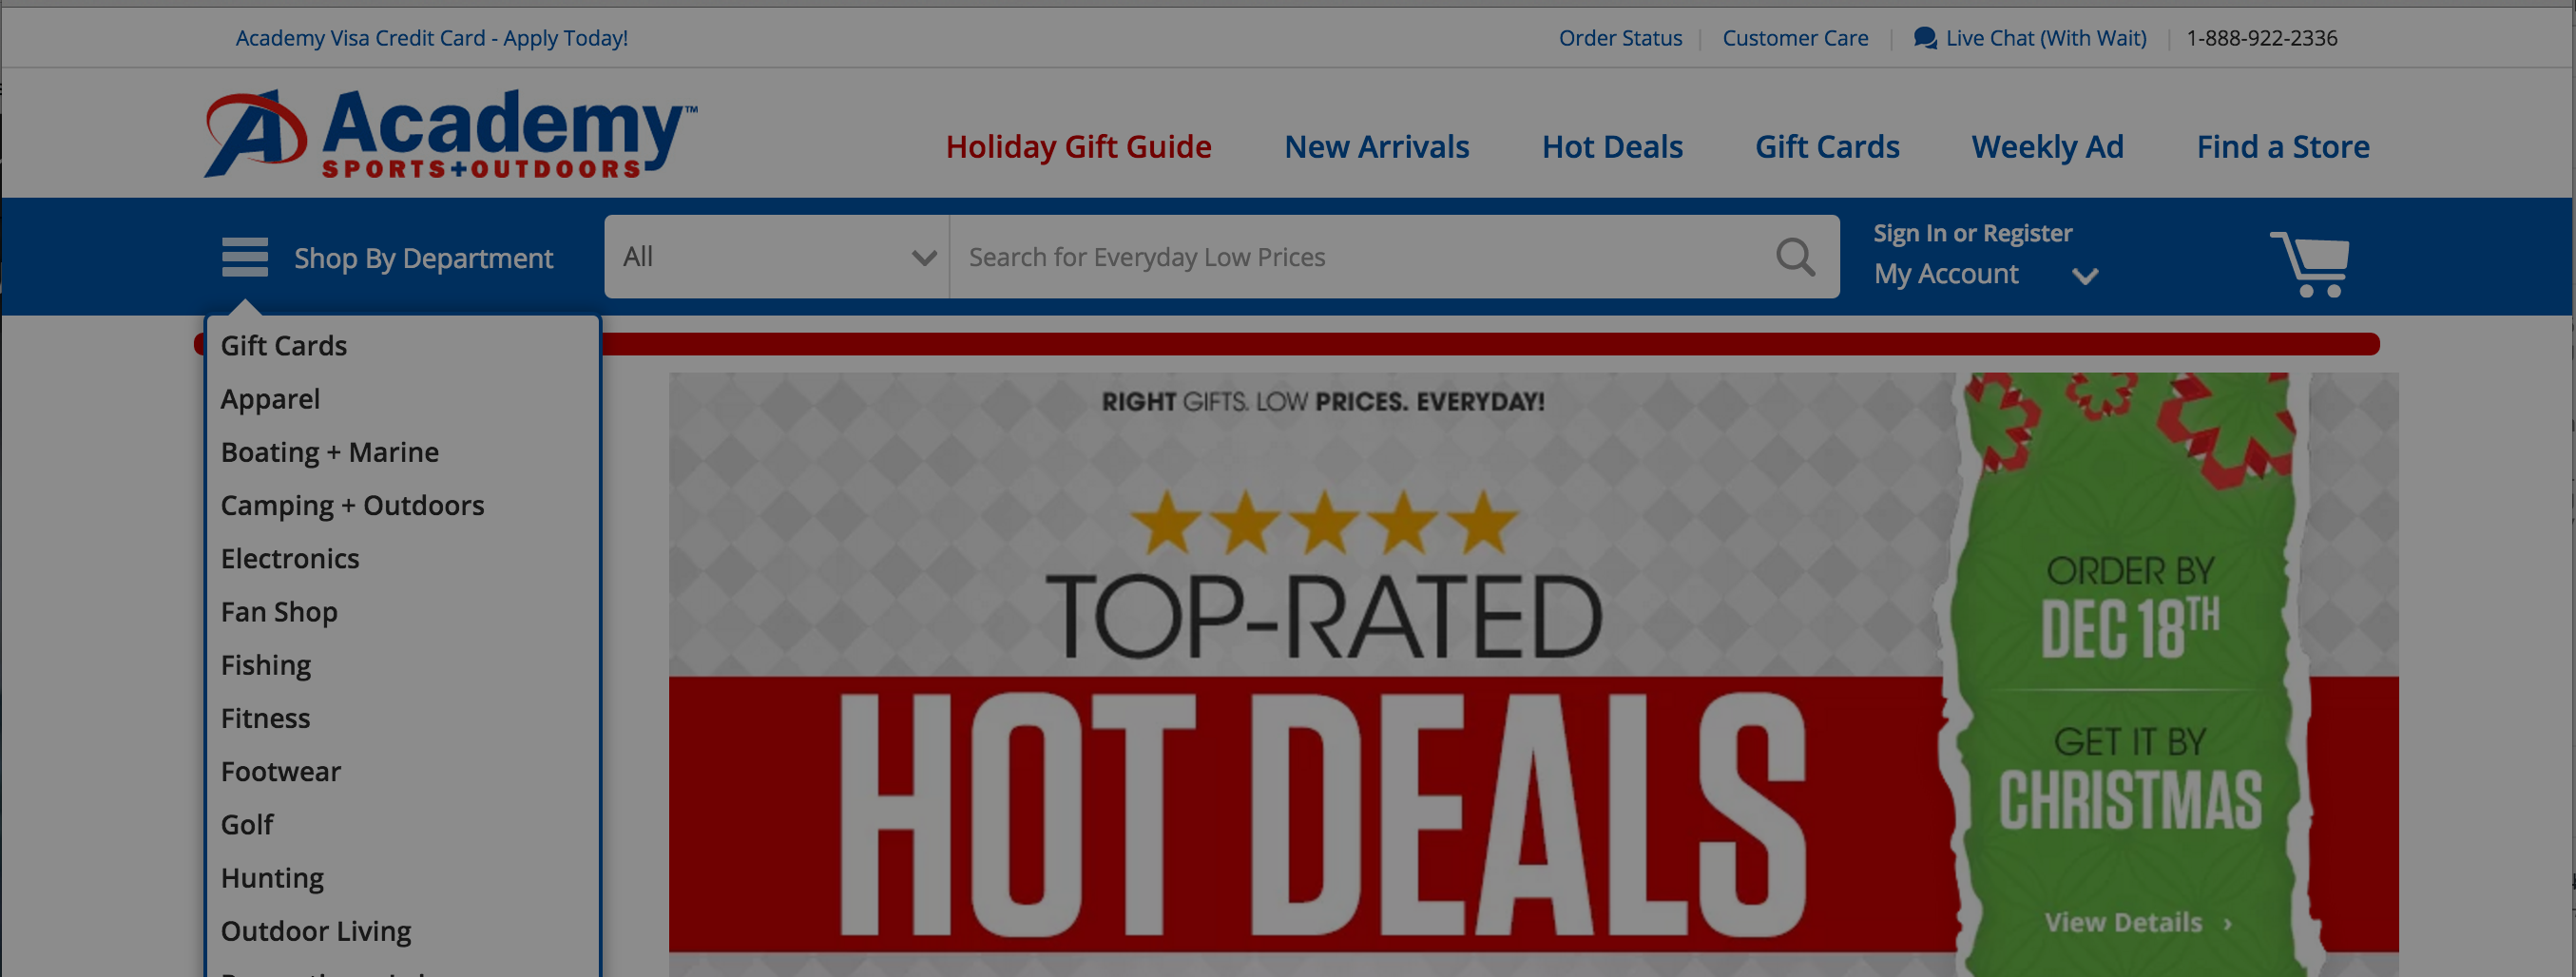 Academy Visa Credit Card - Apply Today!
Order Status
Customer Care
Live Chat (With Wait)
1-888-922-2336
Academy™
SPORTS+OUTDOORS
Holiday Gift Guide
New Arrivals
Hot Deals
Gift Cards
Weekly Ad
Find a Store
Shop By Department
All
Search for Everyday Low Prices
Sign In or Register
My Account
Gift Cards
Apparel
Boating + Marine
Camping + Outdoors
Electronics
Fan Shop
Fishing
Fitness
Footwear
Golf
Hunting
Outdoor Living
RIGHT GIFTS. LOW PRICES. EVERYDAY!
TOP-RATED
HOT DEALS
ORDER BY
DEC 18TH
GET IT BY
CHRISTMAS
View Details ›